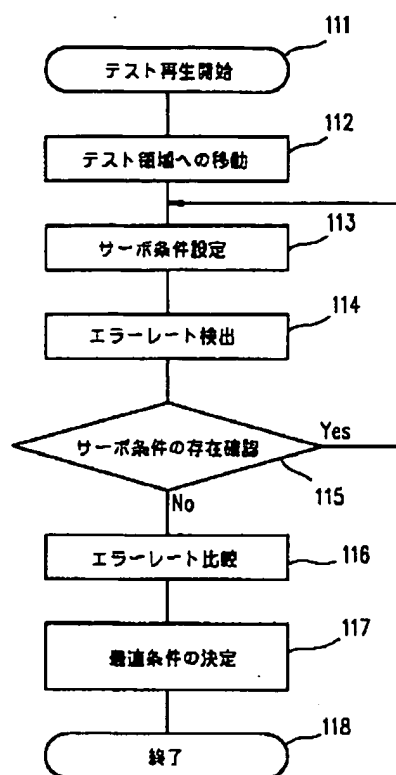 111
テスト再生開始
112
テスト領域への移動
113
サーボ条件設定
114
エラーレート検出
Yes
サーボ条件の存在確認
115
No
エラーレート比較
116
117
最適条件の決定
118
終了